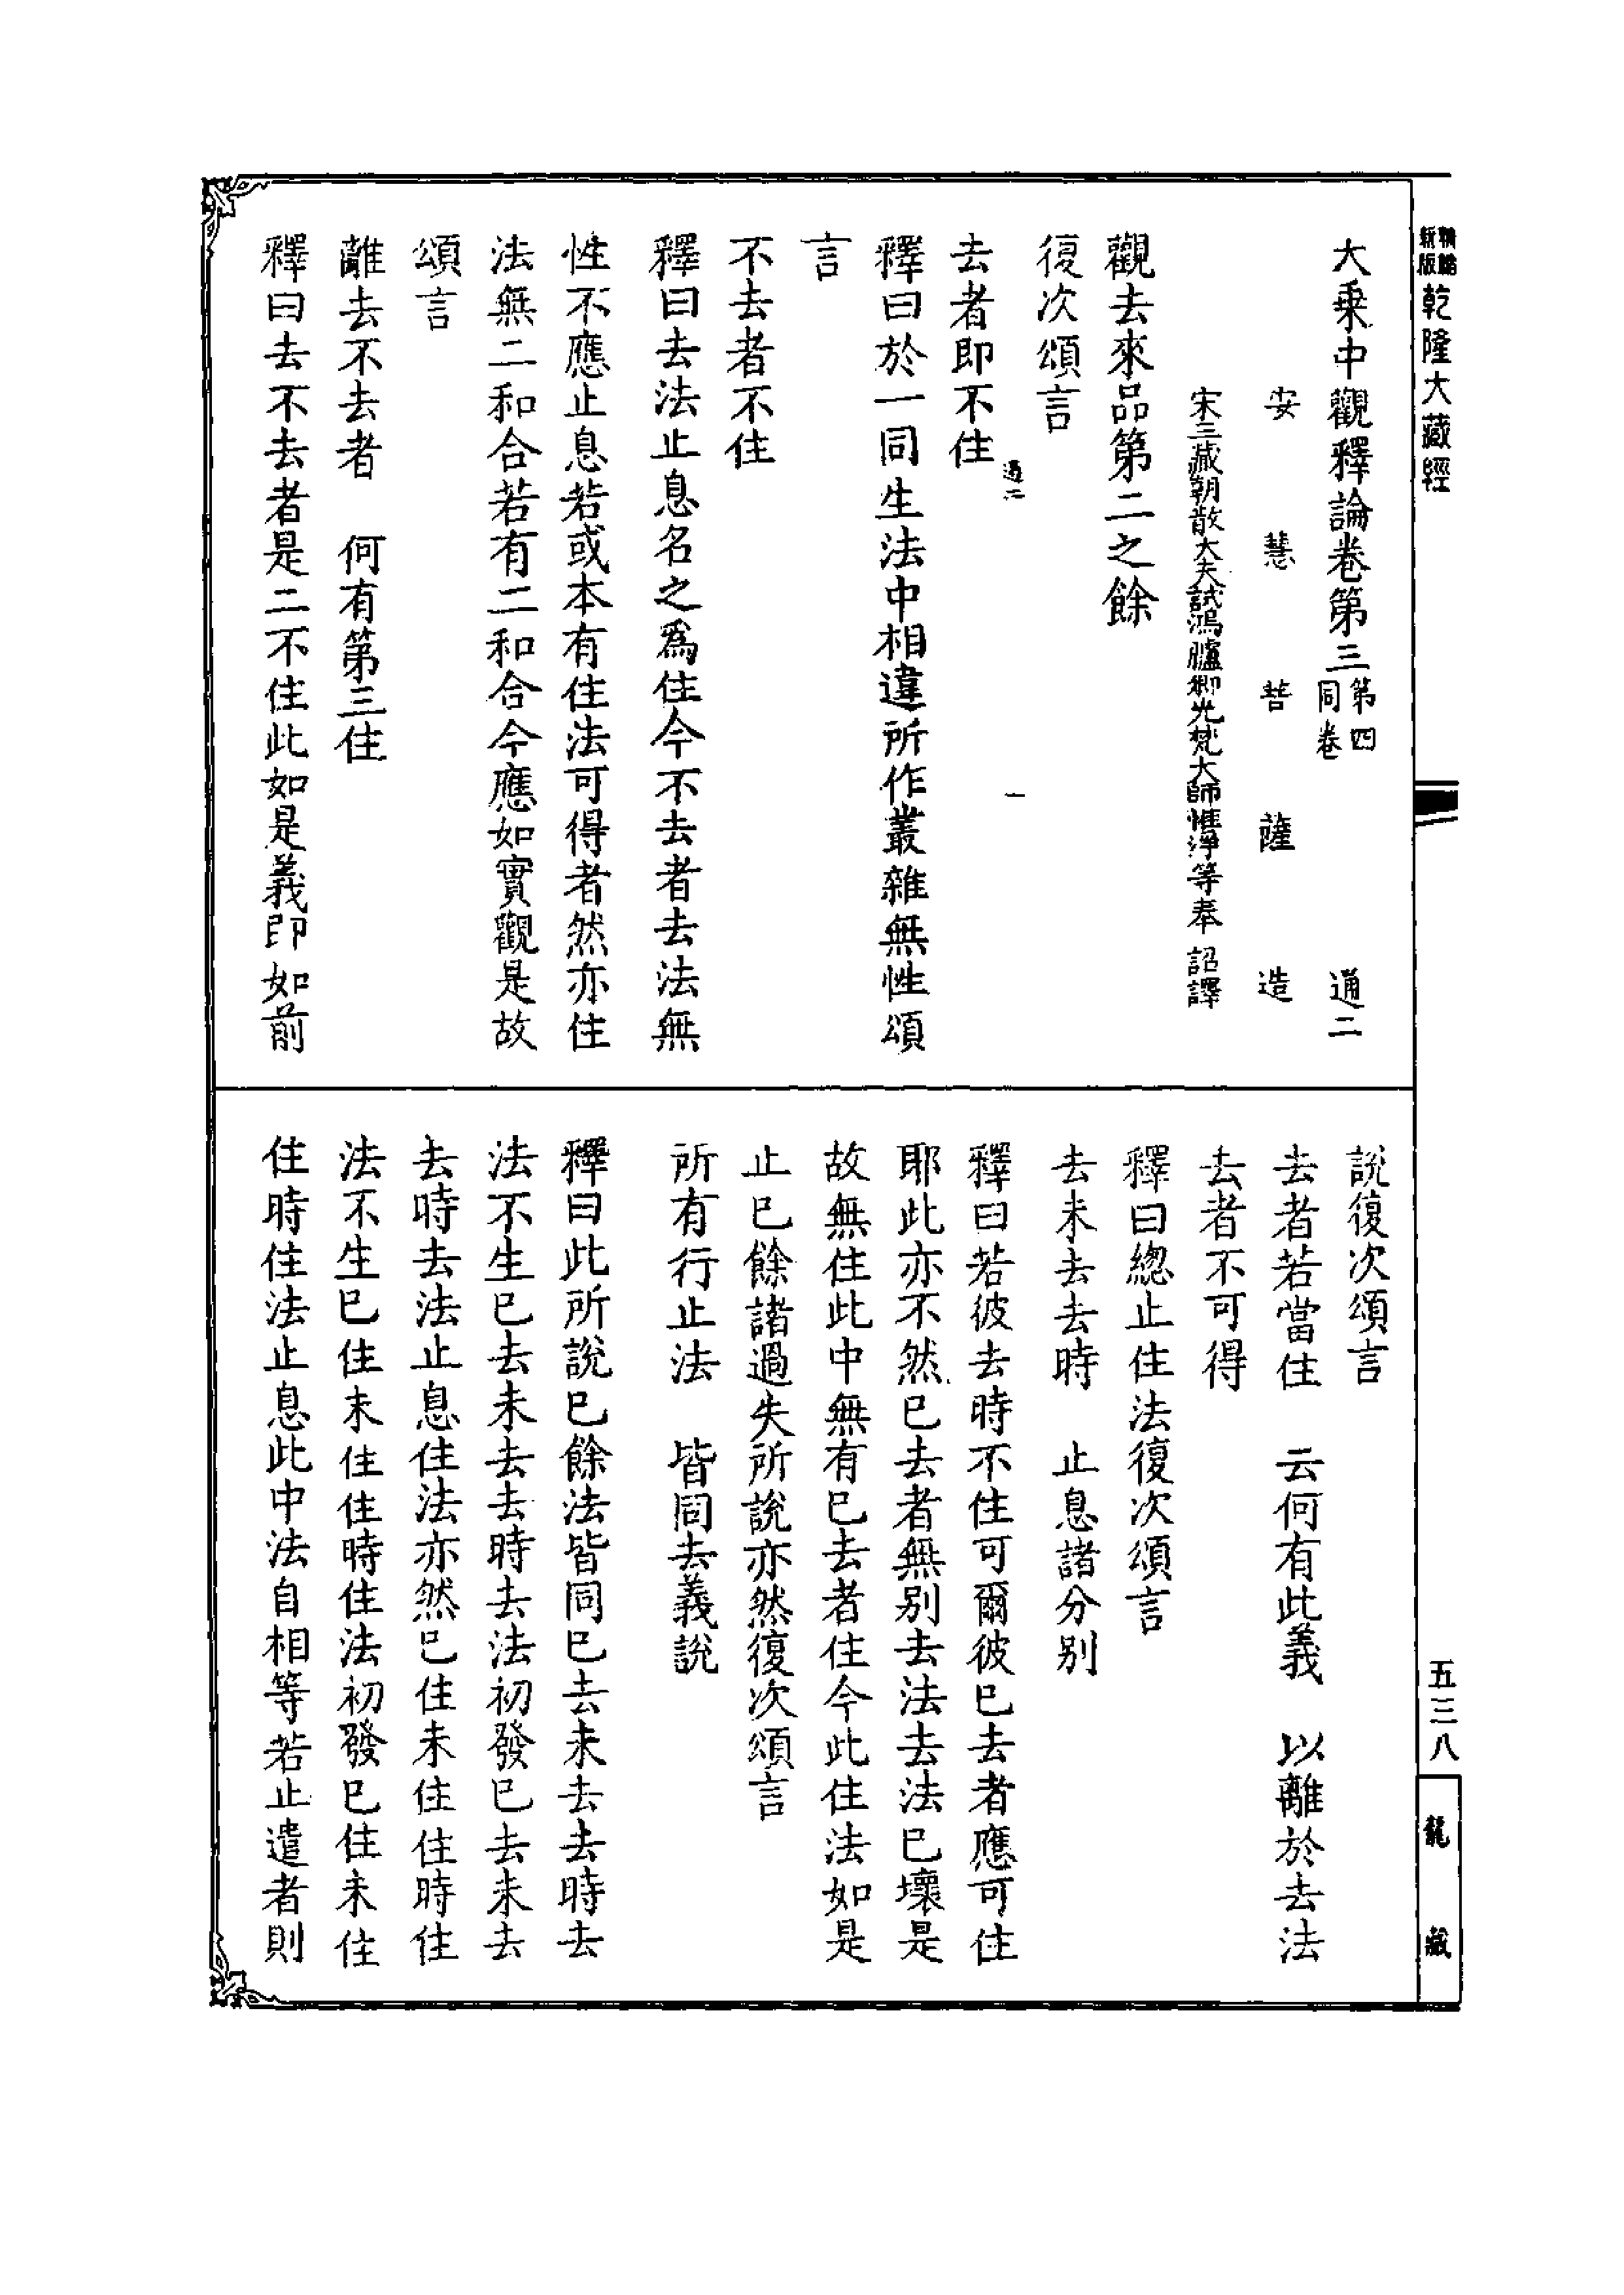 新版
乾隆大藏經
五三八
龍藏
大乗中觀釋論卷第三 第四同卷 通二
安慧菩薩造
宋三藏朝散大夫試鴻臚卿光梵大師惟淨等奉 詔譯
觀去來品第二之餘
復次頌言
去者即不住
通二 一
釋曰於一同生法中相違所作叢雜無性頌
言
不去者不住
釋曰去法止息名之爲住今不去者去法無
性不應止息若或本有住法可得者然亦住
法無二和合若有二和合今應如實觀是故
頌言
離去不去者 何有第三住
釋曰去不去者是二不住此如是義即如前
說復次頌言
去者若當住 云何有此義 以離於去法
去者不可得
釋曰緫止住法復次頌言
去未去去時 止息諸分別
釋曰若彼去時不住可爾彼巳去者應可住
耶此亦不然巳去者無別去法去法巳壞是
故無住此中無有巳去者住今此住法如是
止巳餘諸過失所說亦然復次頌言
所有行止法 皆同去義說
釋曰此所說巳餘法皆同巳去未去去時去
法不生巳去未去去時去法初發巳去未去
去時去法止息住法亦然巳住未住住時住
法不生巳住未住住時住法初發巳住未住
住時住法止息此中法自相等若止遣者則